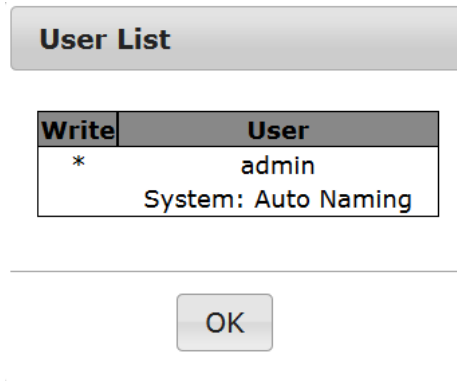 User List
Write User
* admin
System: Auto Naming
OK